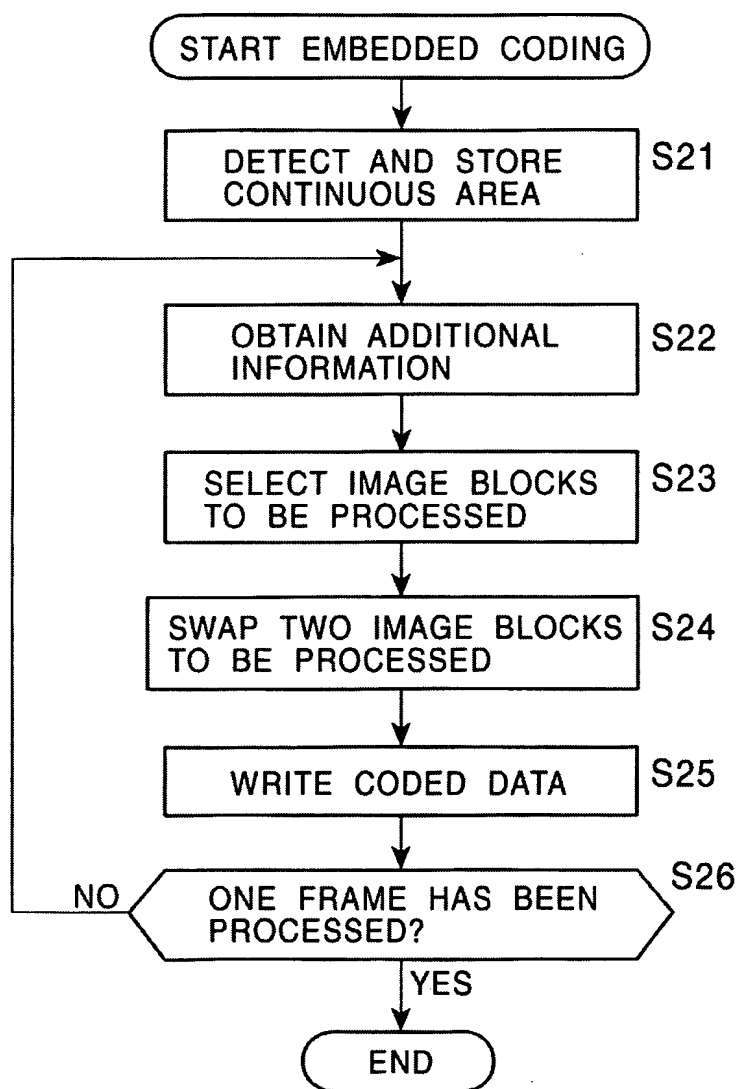 START EMBEDDED CODING
DETECT AND STORE
CONTINUOUS AREA
S21
OBTAIN ADDITIONAL
INFORMATION
S22
SELECT IMAGE BLOCKS
TO BE PROCESSED
S23
SWAP TWO IMAGE BLOCKS
TO BE PROCESSED
S24
WRITE CODED DATA
S25
ONE FRAME HAS BEEN
PROCESSED?
S26
NO
YES
END